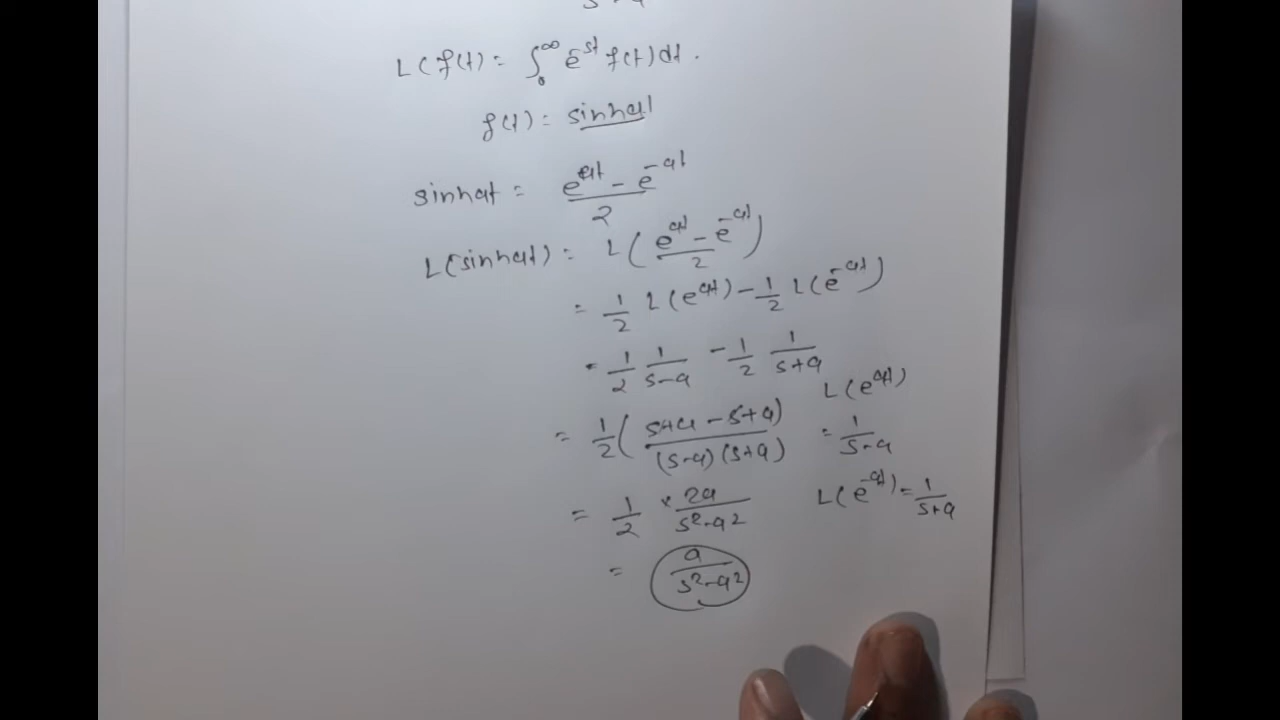 L(f(t) = ∫₀^∞ e^-st f(t) dt.
f(t) = sinhat
sinhat = (e^at - e^-at)/2
L(sinhat) = L((e^at - e^-at)/2)
= 1/2 L(e^at) - 1/2 L(e^-at)
= 1/2 1/(s-a) - 1/2 1/(s+a)
L(e^at)
= 1/2 ((s+a - s+a)/((s-a)(s+a))
= 1/(s-a)
= 1/2 × 2a/(s²-a²)
L(e^-at) = 1/(s+a)
= a/(s²-a²)